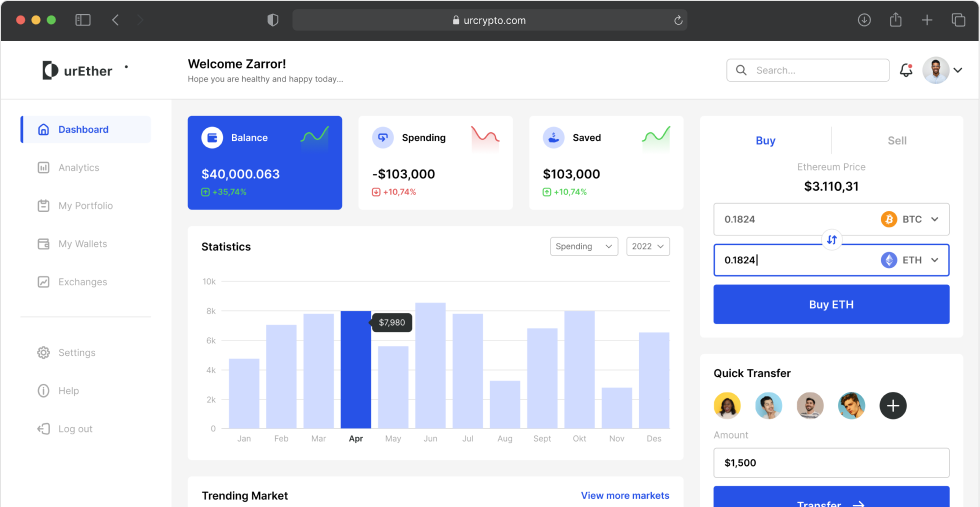 urcrypto.com
urEther
Welcome Zarror!
Hope you are healthy and happy today...
Search...
Dashboard
Analytics
My Portfolio
My Wallets
Exchanges
Settings
Help
Log out
Balance
$40,000.063
+35,74%
Spending
-$103,000
+10,74%
Saved
$103,000
+10,74%
Statistics
Spending
2022
10k
8k
6k
4k
2k
0
$7,980
Jan Feb Mar Apr May Jun Jul Aug Sept Okt Nov Des
Trending Market
View more markets
Buy
Sell
Ethereum Price
$3.110,31
0.1824
BTC
0.1824
ETH
Buy ETH
Quick Transfer
Amount
$1,500
Transfer